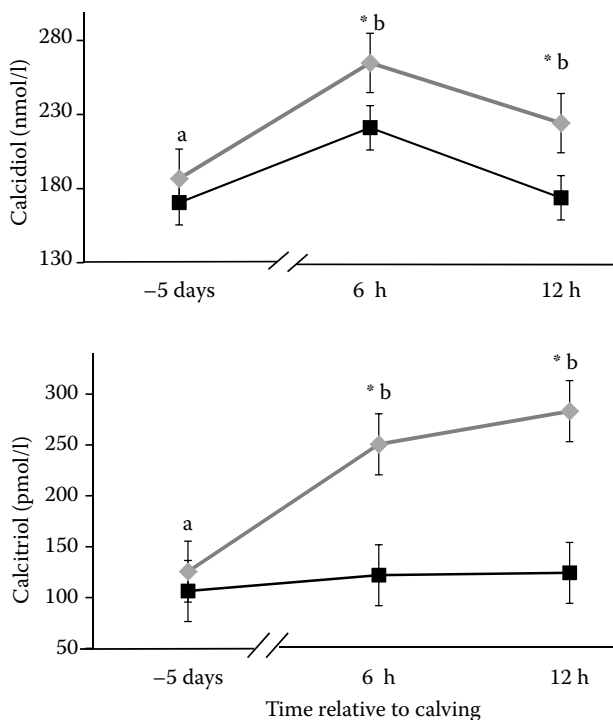 Calcidiol (nmol/l)
280
230
180
130
a
* b
* b
–5 days
6 h
12 h
Calcitriol (pmol/l)
300
250
200
150
100
50
a
* b
* b
–5 days
6 h
12 h
Time relative to calving